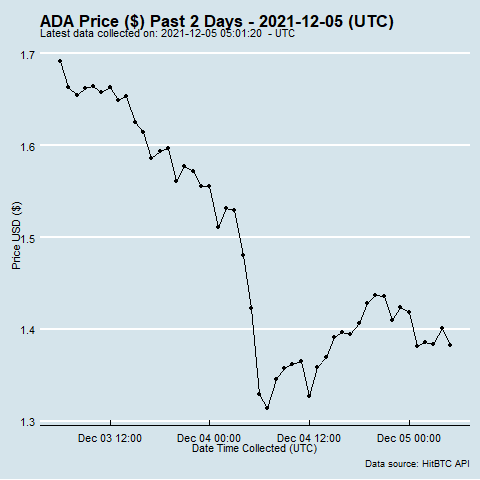 ADA Price ($) Past 2 Days - 2021-12-05 (UTC)
Latest data collected on: 2021-12-05 05:01:20  - UTC
1.7
1.6
1.5
1.4
1.3
Price USD ($)
Dec 03 12:00 Dec 04 00:00 Dec 04 12:00 Dec 05 00:00
Date Time Collected (UTC)
Data source: HitBTC API